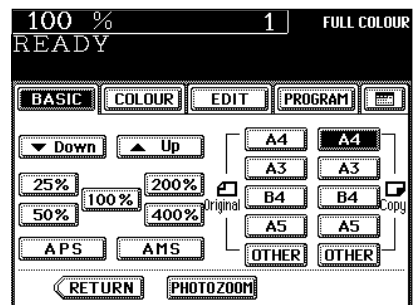 100 % 1 FULL COLOUR
READY
BASIC COLOUR EDIT PROGRAM
Down Up
25% 100% 200%
50% 400%
APS AMS
Original
A4 A4
A3 A3
B4 B4
A5 A5
OTHER OTHER
Copy
RETURN PHOTOZOOM